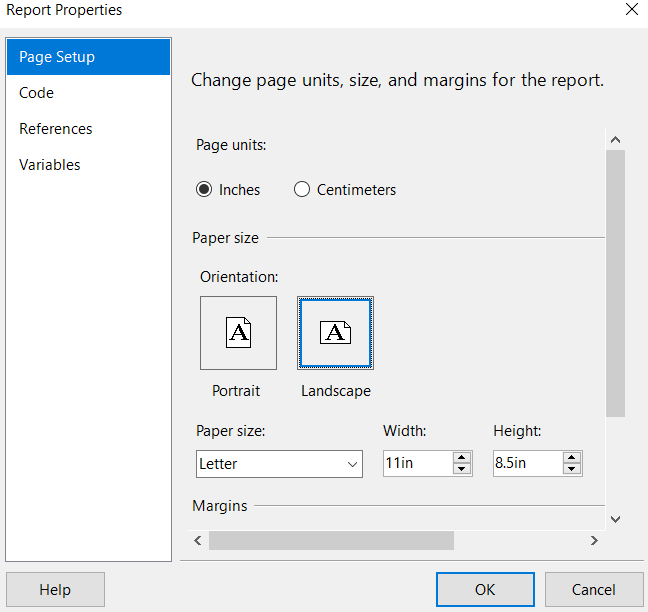 Report Properties
Page Setup
Code
References
Variables
Change page units, size, and margins for the report.
Page units:
Inches Centimeters
Paper size
Orientation:
A A
Portrait Landscape
Paper size: Width: Height:
Letter 11in 8.5in
Margins
Help OK Cancel